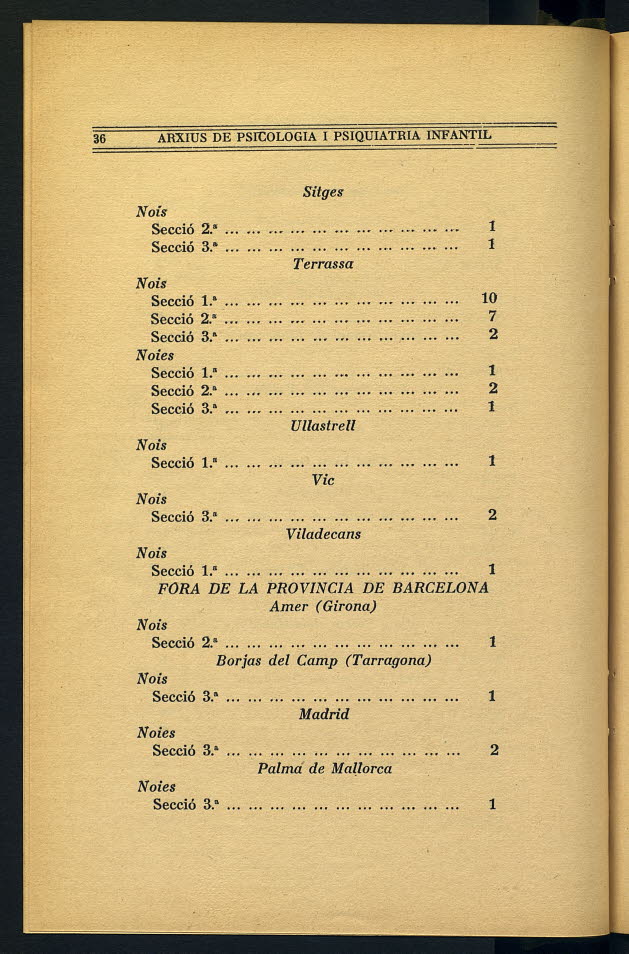 36 ARXIUS DE PSICOLOGIA I PSIQUIATRIA INFANTIL
Sitges
Nois
Secció 2.ª ... ... ... ... ... ... ... ... ... ... ... 1
Secció 3.ª ... ... ... ... ... ... ... ... ... ... ... 1
Terrassa
Nois
Secció 1.ª ... ... ... ... ... ... ... ... ... ... ... 10
Secció 2.ª ... ... ... ... ... ... ... ... ... ... ... 7
Secció 3.ª ... ... ... ... ... ... ... ... ... ... ... 2
Noies
Secció 1.ª ... ... ... ... ... ... ... ... ... ... ... 1
Secció 2.ª ... ... ... ... ... ... ... ... ... ... ... 2
Secció 3.ª ... ... ... ... ... ... ... ... ... ... ... 1
Ullastrell
Nois
Secció 1.ª ... ... ... ... ... ... ... ... ... ... ... 1
Vic
Nois
Secció 3.ª ... ... ... ... ... ... ... ... ... ... ... 2
Viladecans
Nois
Secció 1.ª ... ... ... ... ... ... ... ... ... ... ... 1
FORA DE LA PROVINCIA DE BARCELONA
Amer (Girona)
Nois
Secció 2.ª ... ... ... ... ... ... ... ... ... ... ... 1
Borjas del Camp (Tarragona)
Nois
Secció 3.ª ... ... ... ... ... ... ... ... ... ... ... 1
Madrid
Noies
Secció 3.ª ... ... ... ... ... ... ... ... ... ... ... 2
Palma de Mallorca
Noies
Secció 3.ª ... ... ... ... ... ... ... ... ... ... ... 1